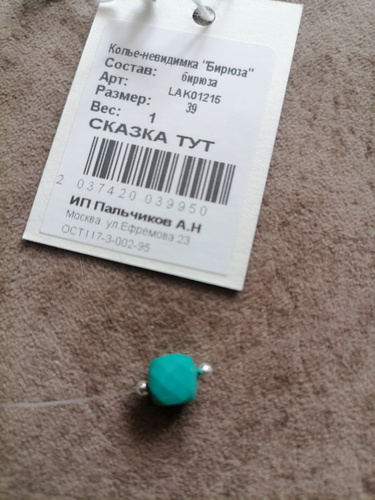 Колье-невидимка "Бирюза"
Состав: бирюза
Арт: LAK01215
Размер: 39
Вес: 1
СКАЗКА ТУТ
2 037420 039950
ИП Пальчиков А.Н
Москва, ул.Ефремова 23
ОСТ117-3-002-95